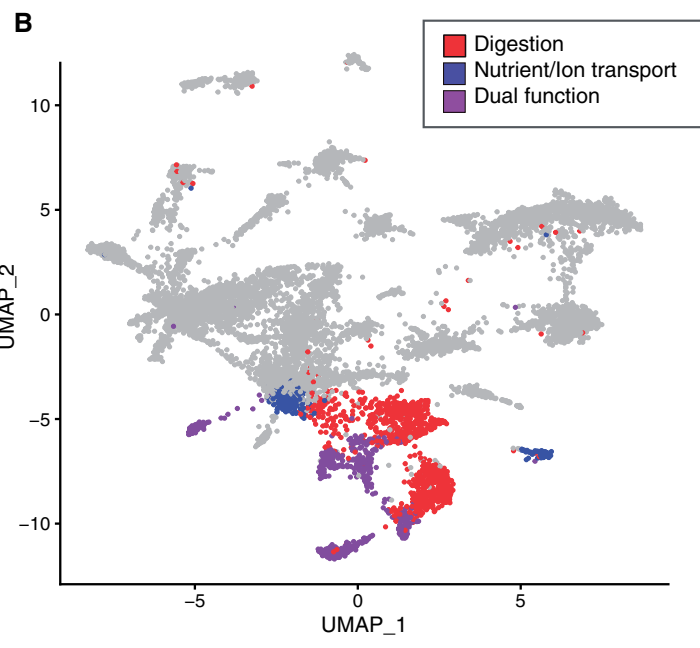 B
Digestion
Nutrient/Ion transport
Dual function
10
5
0
−5
−10
UMAP_2
−5
0
5
UMAP_1